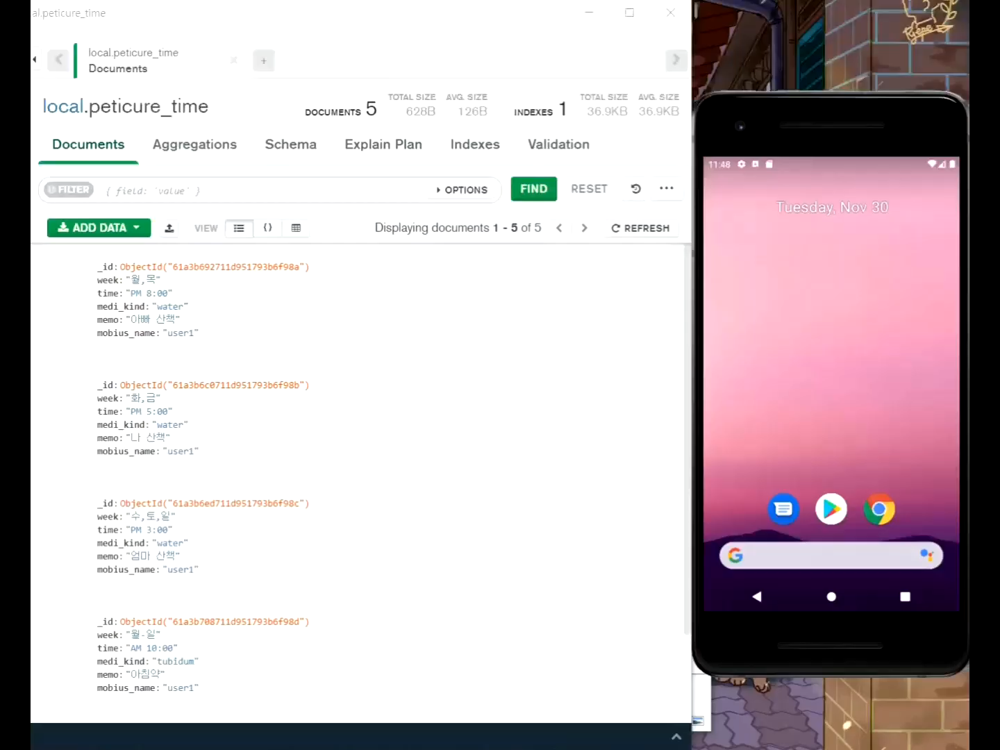 al.peticure_time
local.peticure_time
Documents
local.peticure_time
DOCUMENTS 5
TOTAL SIZE
628B
AVG. SIZE
126B
INDEXES 1
TOTAL SIZE
36.9KB
AVG. SIZE
36.9KB
Documents Aggregations Schema Explain Plan Indexes Validation
FILTER { field: 'value' } OPTIONS FIND RESET
ADD DATA VIEW Displaying documents 1 - 5 of 5 REFRESH
_id: ObjectId("61a3b692711d951793b6f98a")
week: "월,목"
time: "PM 8:00"
medi_kind: "water"
memo: "아빠 산책"
mobius_name: "user1"
_id: ObjectId("61a3b6c0711d951793b6f98b")
week: "화,금"
time: "PM 5:00"
medi_kind: "water"
memo: "나 산책"
mobius_name: "user1"
_id: ObjectId("61a3b6ed711d951793b6f98c")
week: "수,토,일"
time: "PM 3:00"
medi_kind: "water"
memo: "엄마 산책"
mobius_name: "user1"
_id: ObjectId("61a3b708711d951793b6f98d")
week: "월-일"
time: "AM 10:00"
medi_kind: "tubidum"
memo: "아침약"
mobius_name: "user1"
11:48
Tuesday, Nov 30